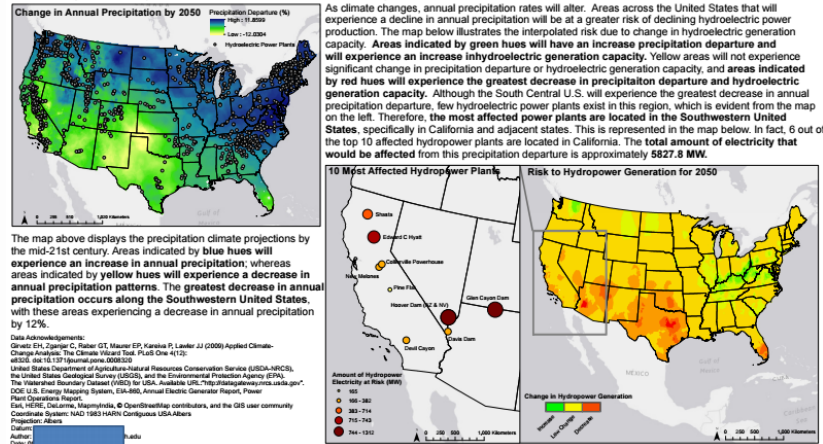 Change in Annual Precipitation by 2050
Precipitation Departure (%)
High : 11.8599
Low : -12.0304
Hydroelectric Power Plants
1,000 Kilometers
The map above displays the precipitation climate projections by
the mid-21st century. Areas indicated by blue hues will
experience an increase in annual precipitation; whereas
areas indicated by yellow hues will experience a decrease in
annual precipitation patterns. The greatest decrease in annual
precipitation occurs along the Southwestern United States,
with these areas experiencing a decrease in annual precipitation
by 12%.
Data Acknowledgements:
Girvetz EH, Zganjar C, Raber GT, Maurer EP, Kareiva P, Lawler JJ (2009) Applied Climate-
Change Analysis: The Climate Wizard Tool. PLoS One 4(12):
e8320. doi:10.1371/journal.pone.0008320
United States Department of Agriculture-Natural Resources Conservation Service (USDA-NRCS),
the United States Geological Survey (USGS), and the Environmental Protection Agency (EPA).
The Watershed Boundary Dataset (WBD) for USA. Available URL:"http://datagateway.nrcs.usda.gov".
DOE U.S. Energy Mapping System, EIA-860, Annual Electric Generator Report, Power
Plant Operations Report.
Esri, HERE, DeLorme, MapmyIndia, © OpenStreetMap contributors, and the GIS user community
Coordinate System: NAD 1983 HARN Contiguous USA Albers
Projection: Albers
Datum:
Author:
h.edu
As climate changes, annual precipitation rates will alter. Areas across the United States that will
experience a decline in annual precipitation will be at a greater risk of declining hydroelectric power
production. The map below illustrates the interpolated risk due to change in hydroelectric generation
capacity. Areas indicated by green hues will have an increase precipitation departure and
will experience an increase inhydroelectric generation capacity. Yellow areas will not experience
significant change in precipitation departure or hydroelectric generation capacity, and areas indicated
by red hues will experience the greatest decrease in precipitaiton departure and hydroelectric
generation capacity. Although the South Central U.S. will experience the greatest decrease in annual
precipitation departure, few hydroelectric power plants exist in this region, which is evident from the map
on the left. Therefore, the most affected power plants are located in the Southwestern United
States, specifically in California and adjacent states. This is represented in the map below. In fact, 6 out of
the top 10 affected hydropower plants are located in California. The total amount of electricity that
would be affected from this precipitation departure is approximately 5827.8 MW.
10 Most Affected Hydropower Plants
Shasta
Edward C Hyatt
Collierville Powerhouse
New Melones
Pine Flat
Hoover Dam (AZ & NV)
Glen Cayon Dam
Davis Dam
Devil Cayon
Amount of Hydropower
Electricity at Risk (MW)
165
166 - 382
383 - 714
715 - 743
744 - 1312
Risk to Hydropower Generation for 2050
MÉXICO
Change in Hydropower Generation
Increase
Low Change
Decrease
1,000 Kilometers